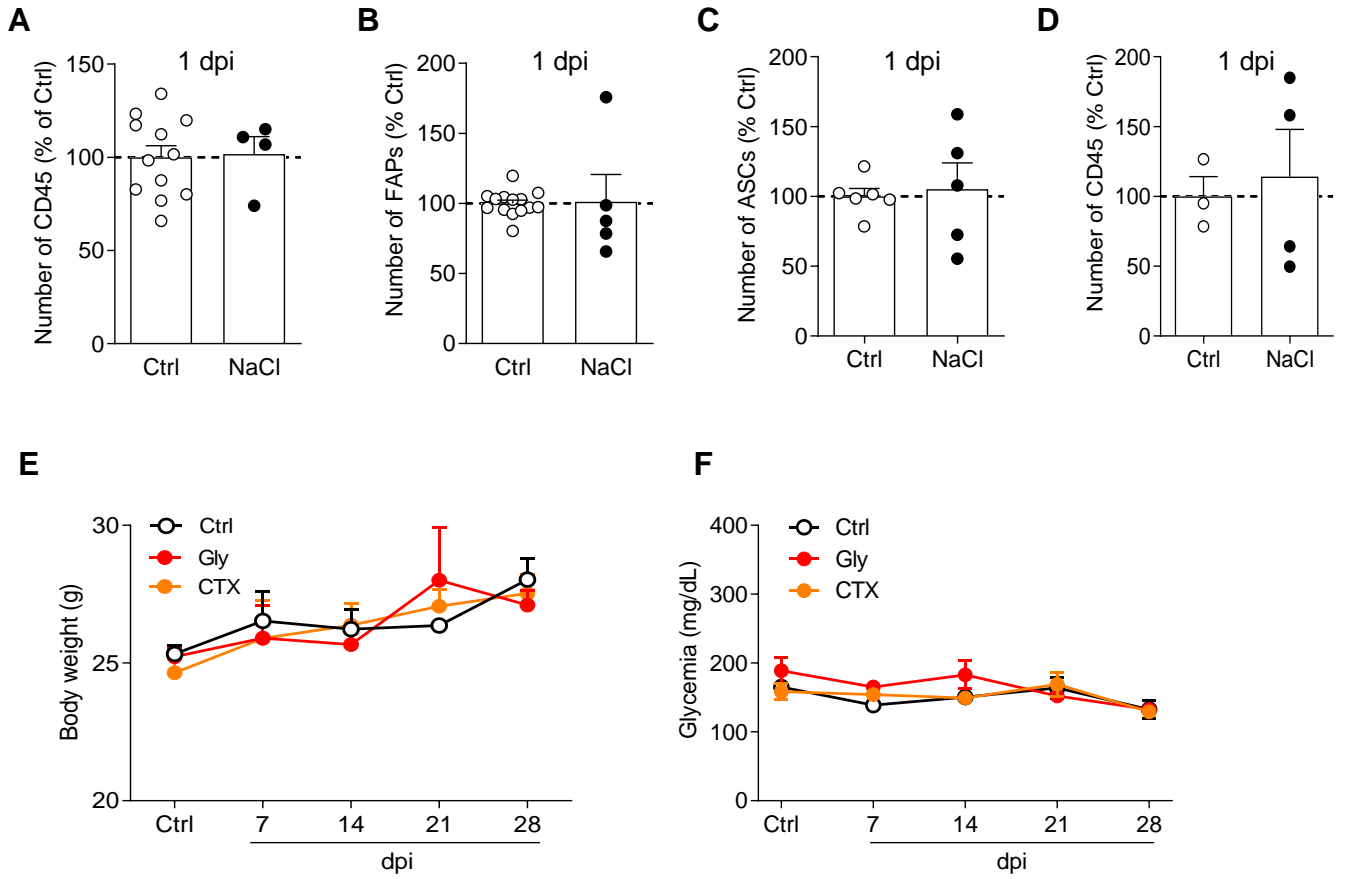 A
Number of CD45 (% of Ctrl)
1 dpi
150
100
50
0
Ctrl NaCl
B
Number of FAPs (% Ctrl)
1 dpi
200
150
100
50
0
Ctrl NaCl
C
Number of ASCs (% Ctrl)
1 dpi
200
150
100
50
0
Ctrl NaCl
D
Number of CD45 (% Ctrl)
1 dpi
200
150
100
50
0
Ctrl NaCl
E
Body weight (g)
30
25
20
Ctrl
Gly
CTX
Ctrl 7 14 21 28
dpi
F
Glycemia (mg/dL)
400
300
200
100
0
Ctrl
Gly
CTX
Ctrl 7 14 21 28
dpi